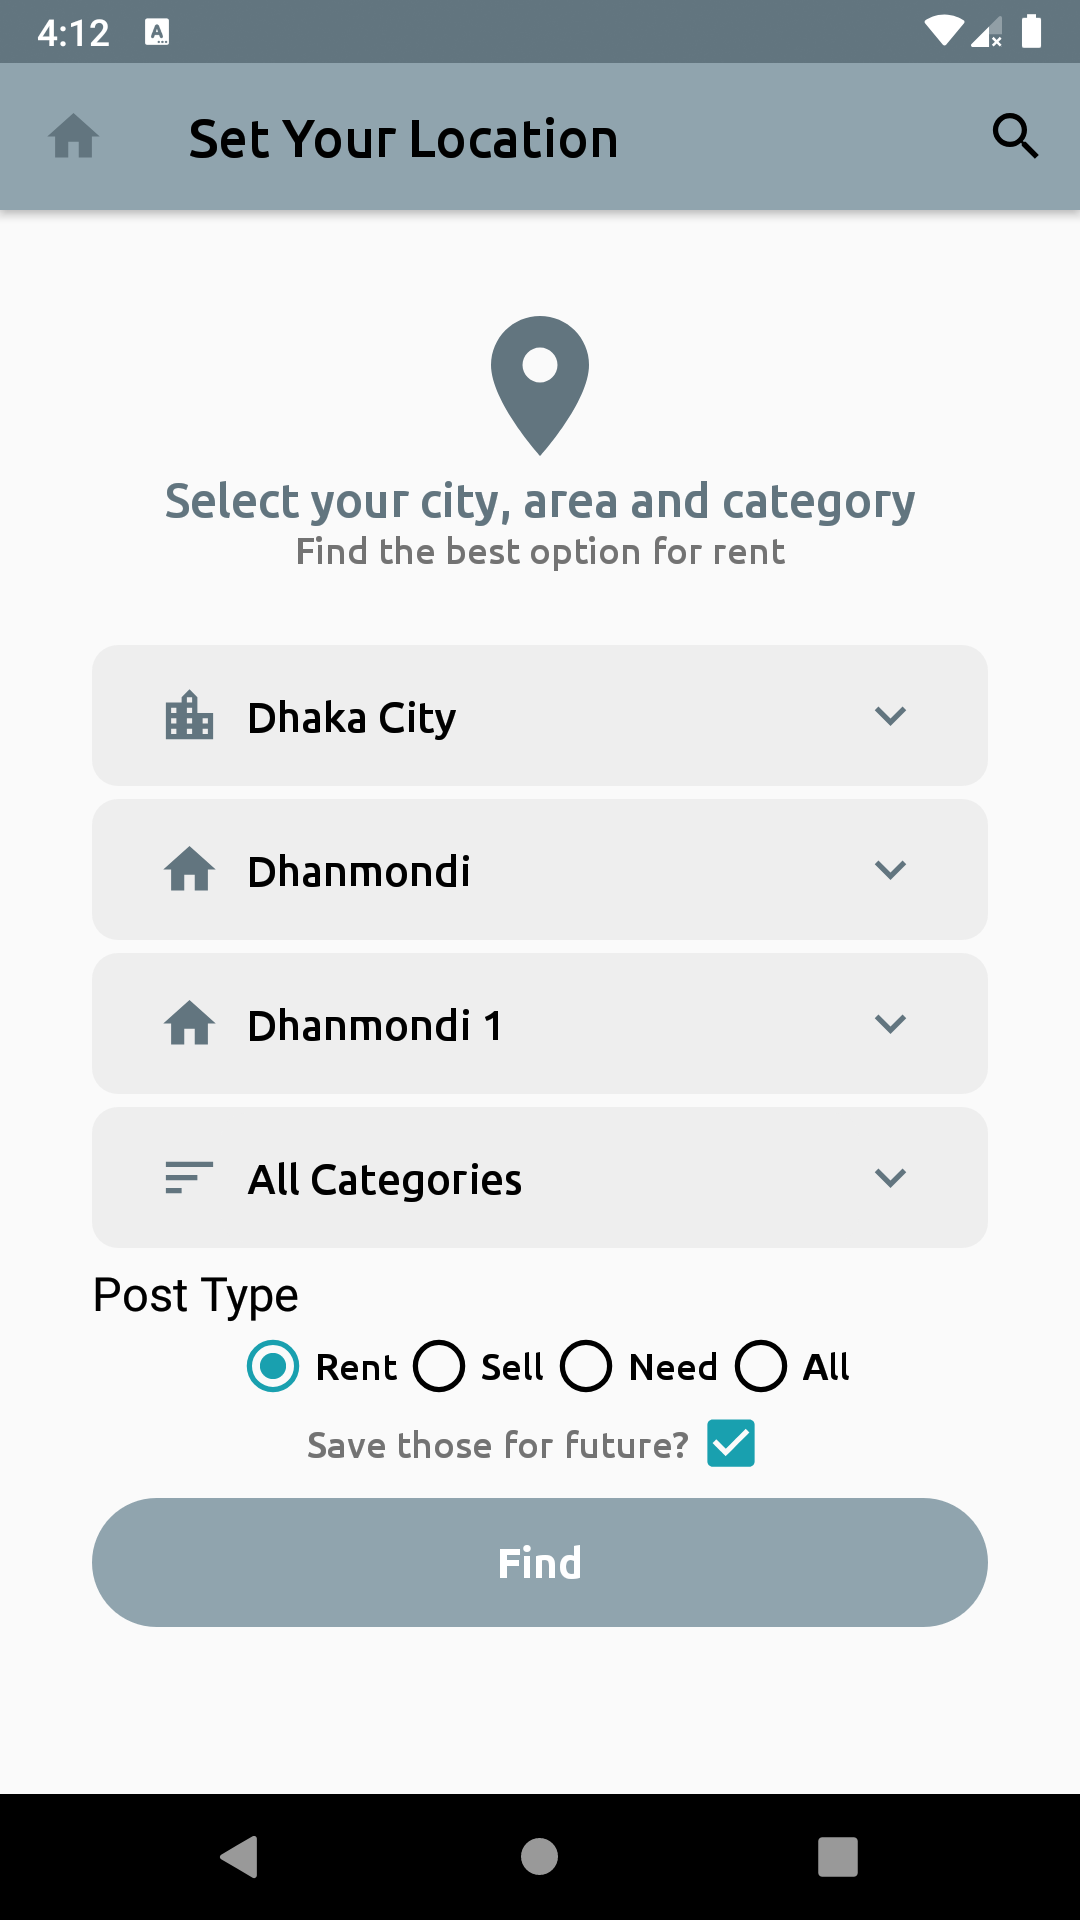 4:12
Set Your Location
Select your city, area and category
Find the best option for rent
Dhaka City
Dhanmondi
Dhanmondi 1
All Categories
Post Type
Rent Sell Need All
Save those for future?
Find